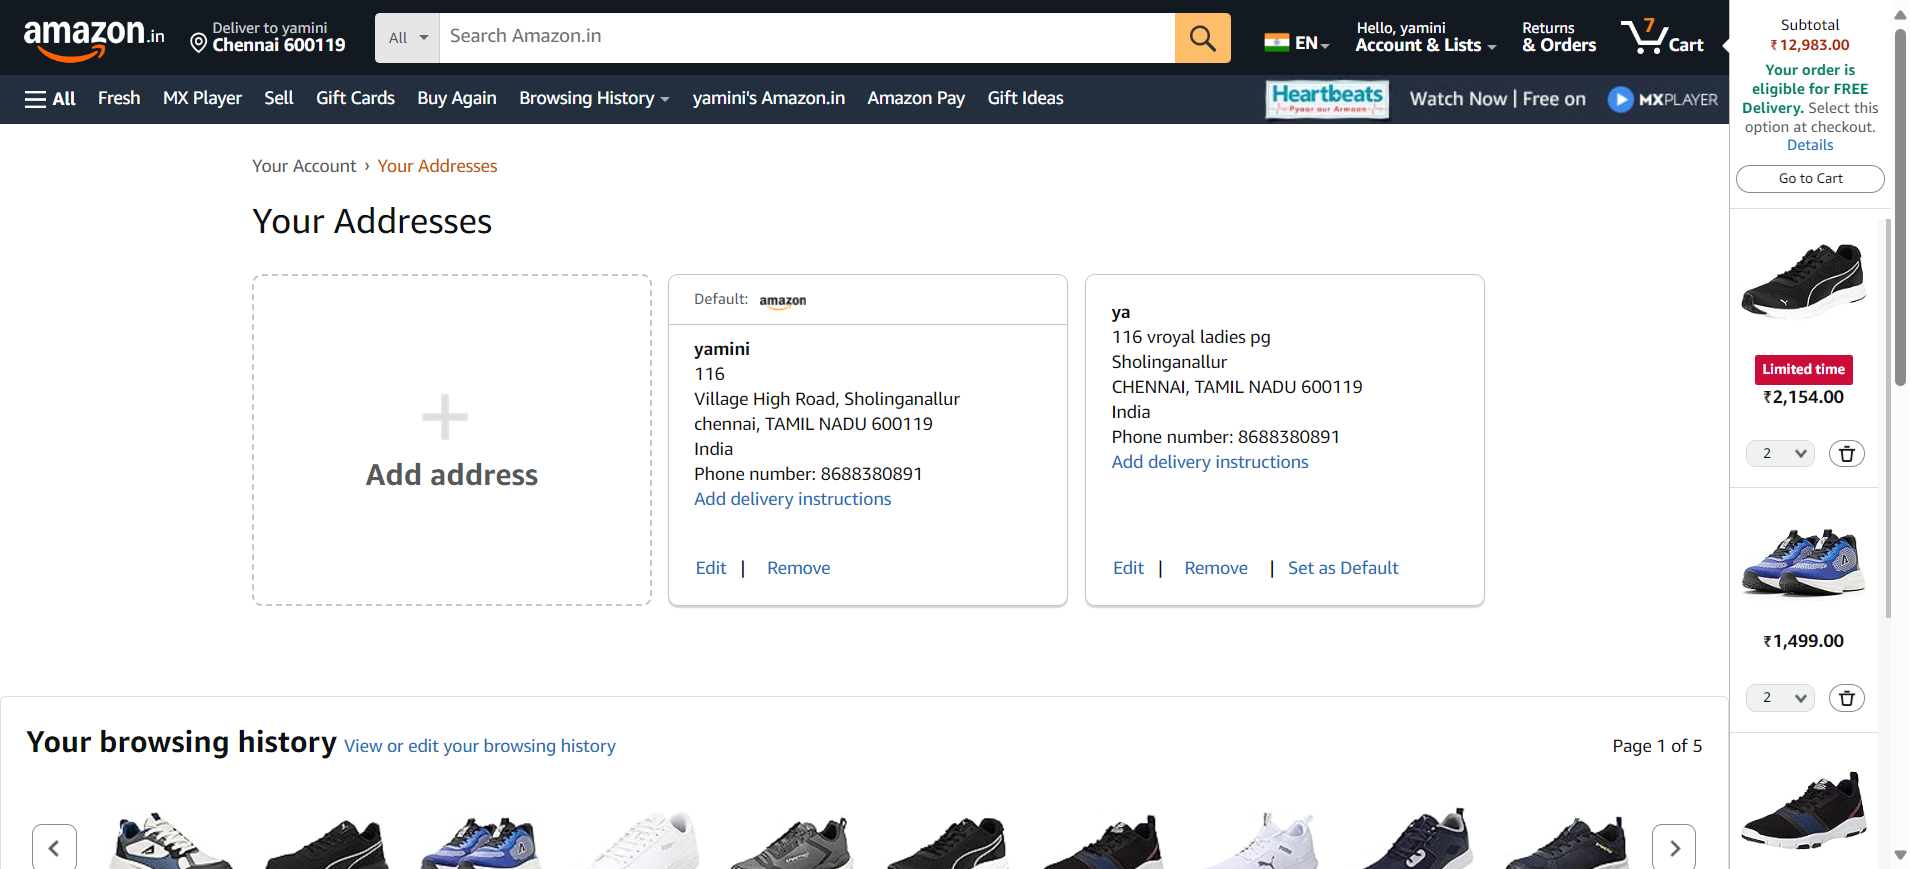 amazon.in
Deliver to yamini
Chennai 600119
All
Search Amazon.in
EN
Hello, yamini
Account & Lists
Returns
& Orders
7
Cart
All
Fresh
MX Player
Sell
Gift Cards
Buy Again
Browsing History
yamini's Amazon.in
Amazon Pay
Gift Ideas
Heartbeats
Pyaar aur Armaan
Watch Now | Free on
MXPLAYER
Subtotal
₹12,983.00
Your order is
eligible for FREE
Delivery. Select this
option at checkout.
Details
Go to Cart
Your Account › Your Addresses
Your Addresses
Add address
Default: amazon
yamini
116
Village High Road, Sholinganallur
chennai, TAMIL NADU 600119
India
Phone number: 8688380891
Add delivery instructions
Edit | Remove
ya
116 vroyal ladies pg
Sholinganallur
CHENNAI, TAMIL NADU 600119
India
Phone number: 8688380891
Add delivery instructions
Edit | Remove | Set as Default
Limited time
₹2,154.00
2
₹1,499.00
2
Your browsing history View or edit your browsing history
Page 1 of 5